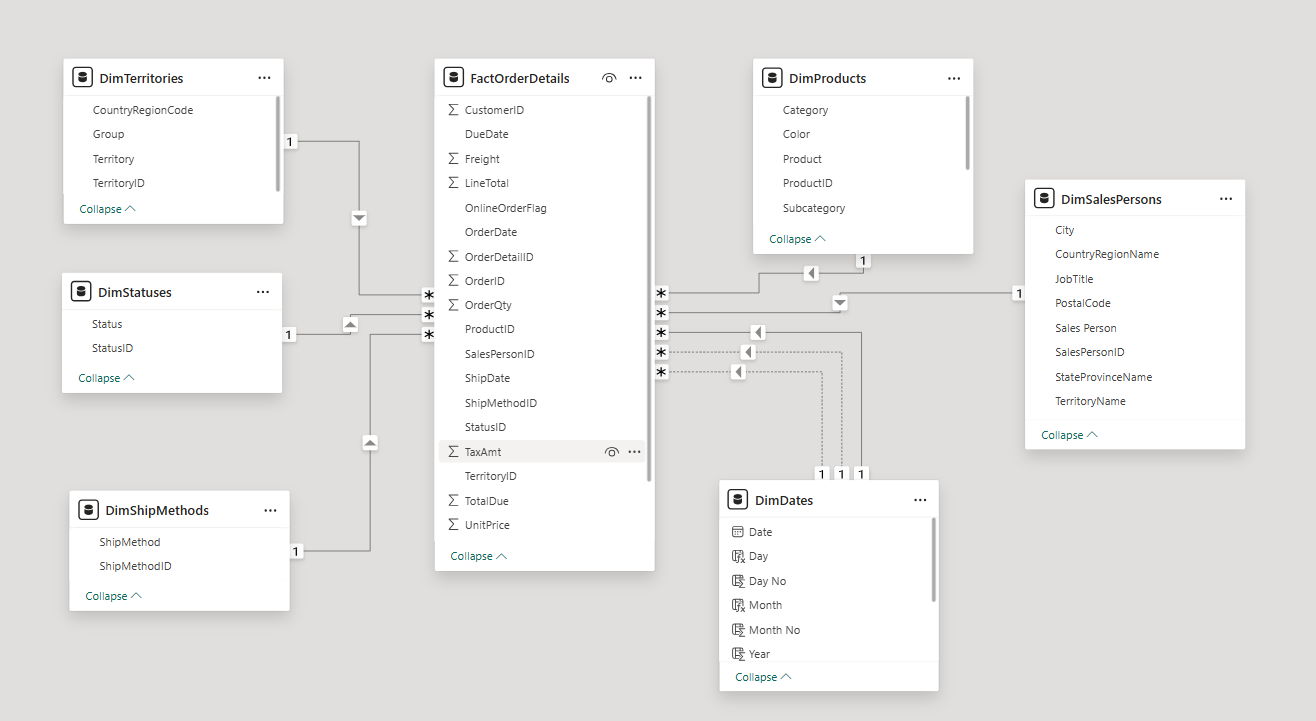 DimTerritories
CountryRegionCode
Group
Territory
TerritoryID
Collapse
1
DimStatuses
Status
StatusID
Collapse
1
DimShipMethods
ShipMethod
ShipMethodID
Collapse
1
FactOrderDetails
∑ CustomerID
DueDate
∑ Freight
∑ LineTotal
OnlineOrderFlag
OrderDate
∑ OrderDetailID
∑ OrderID
∑ OrderQty
ProductID
SalesPersonID
ShipDate
ShipMethodID
StatusID
∑ TaxAmt
TerritoryID
∑ TotalDue
∑ UnitPrice
Collapse
*
*
*
*
*
*
*
*
DimProducts
Category
Color
Product
ProductID
Subcategory
Collapse
1
DimSalesPersons
City
CountryRegionName
JobTitle
PostalCode
Sales Person
SalesPersonID
StateProvinceName
TerritoryName
Collapse
1
1 1 1
DimDates
Date
Day
Day No
Month
Month No
Year
Collapse